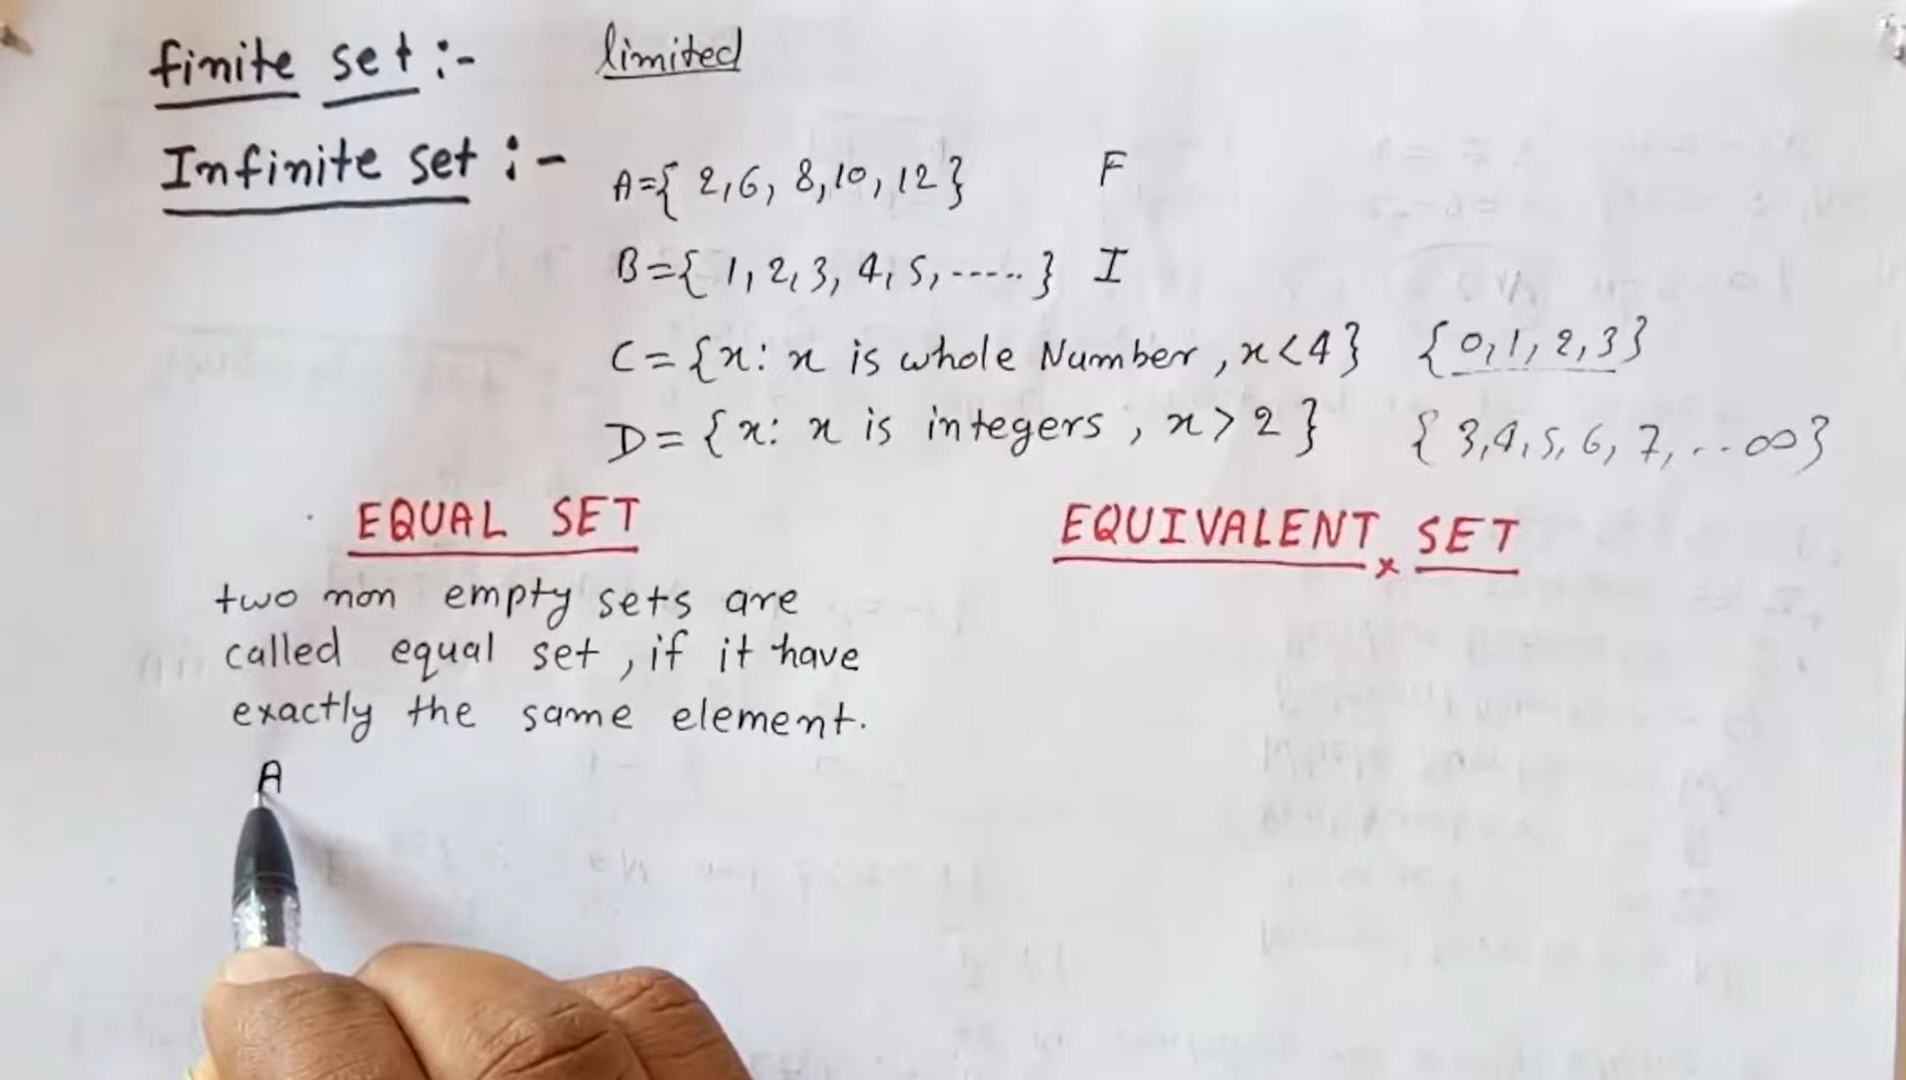 finite set :- limited
Infinite set :- A={ 2,6, 8,10, 12 } F
B={ 1, 2, 3, 4, 5, ----- } I
C = {x: x is whole Number , x<4} {0,1, 2,3}
D = {x: x is integers , x > 2 } { 3,4,5, 6, 7, ... ∞}
EQUAL SET EQUIVALENT SET
two non empty sets are
called equal set , if it have
exactly the same element.
A